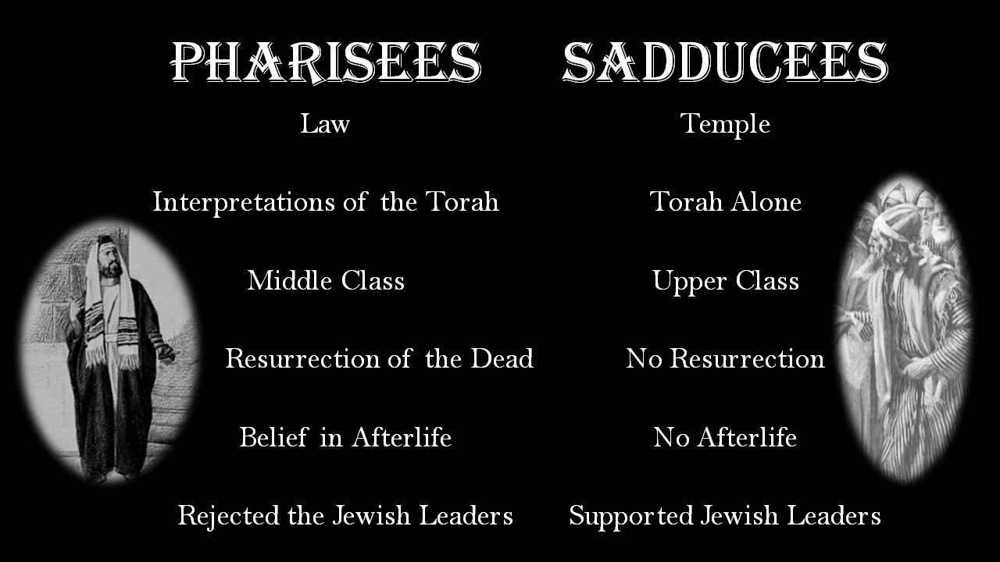 PHARISEES SADDUCEES
Law Temple
Interpretations of the Torah Torah Alone
Middle Class Upper Class
Resurrection of the Dead No Resurrection
Belief in Afterlife No Afterlife
Rejected the Jewish Leaders Supported Jewish Leaders